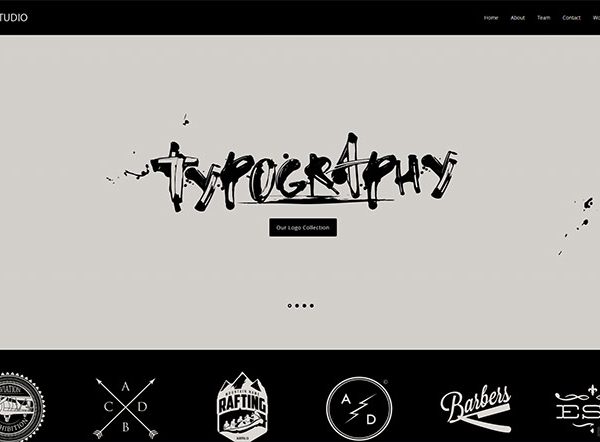 TUDIO
Home About Team Contact Wo
TYPOGRAPHY
Our Logo Collection
A
C D
B
RAFTING
A D
©
Barbers
ES